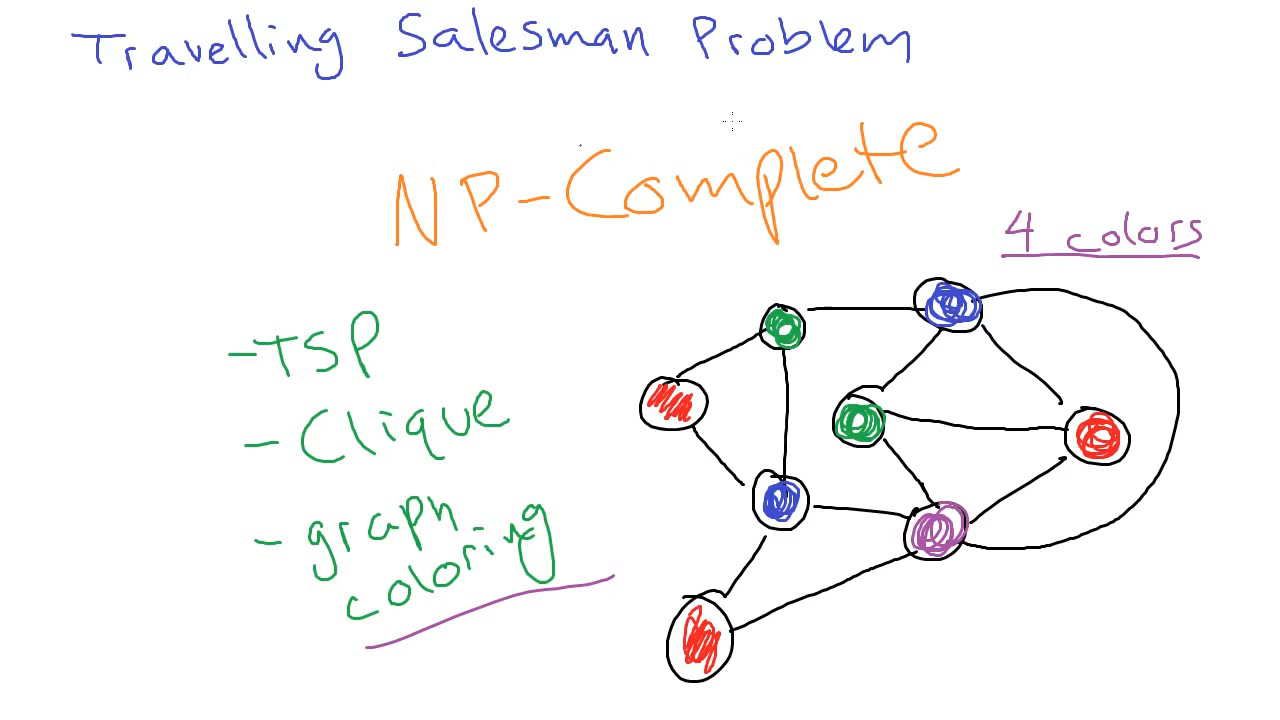 Travelling Salesman Problem
NP-Complete
4 colors
-TSP
- Clique
- graph
coloring